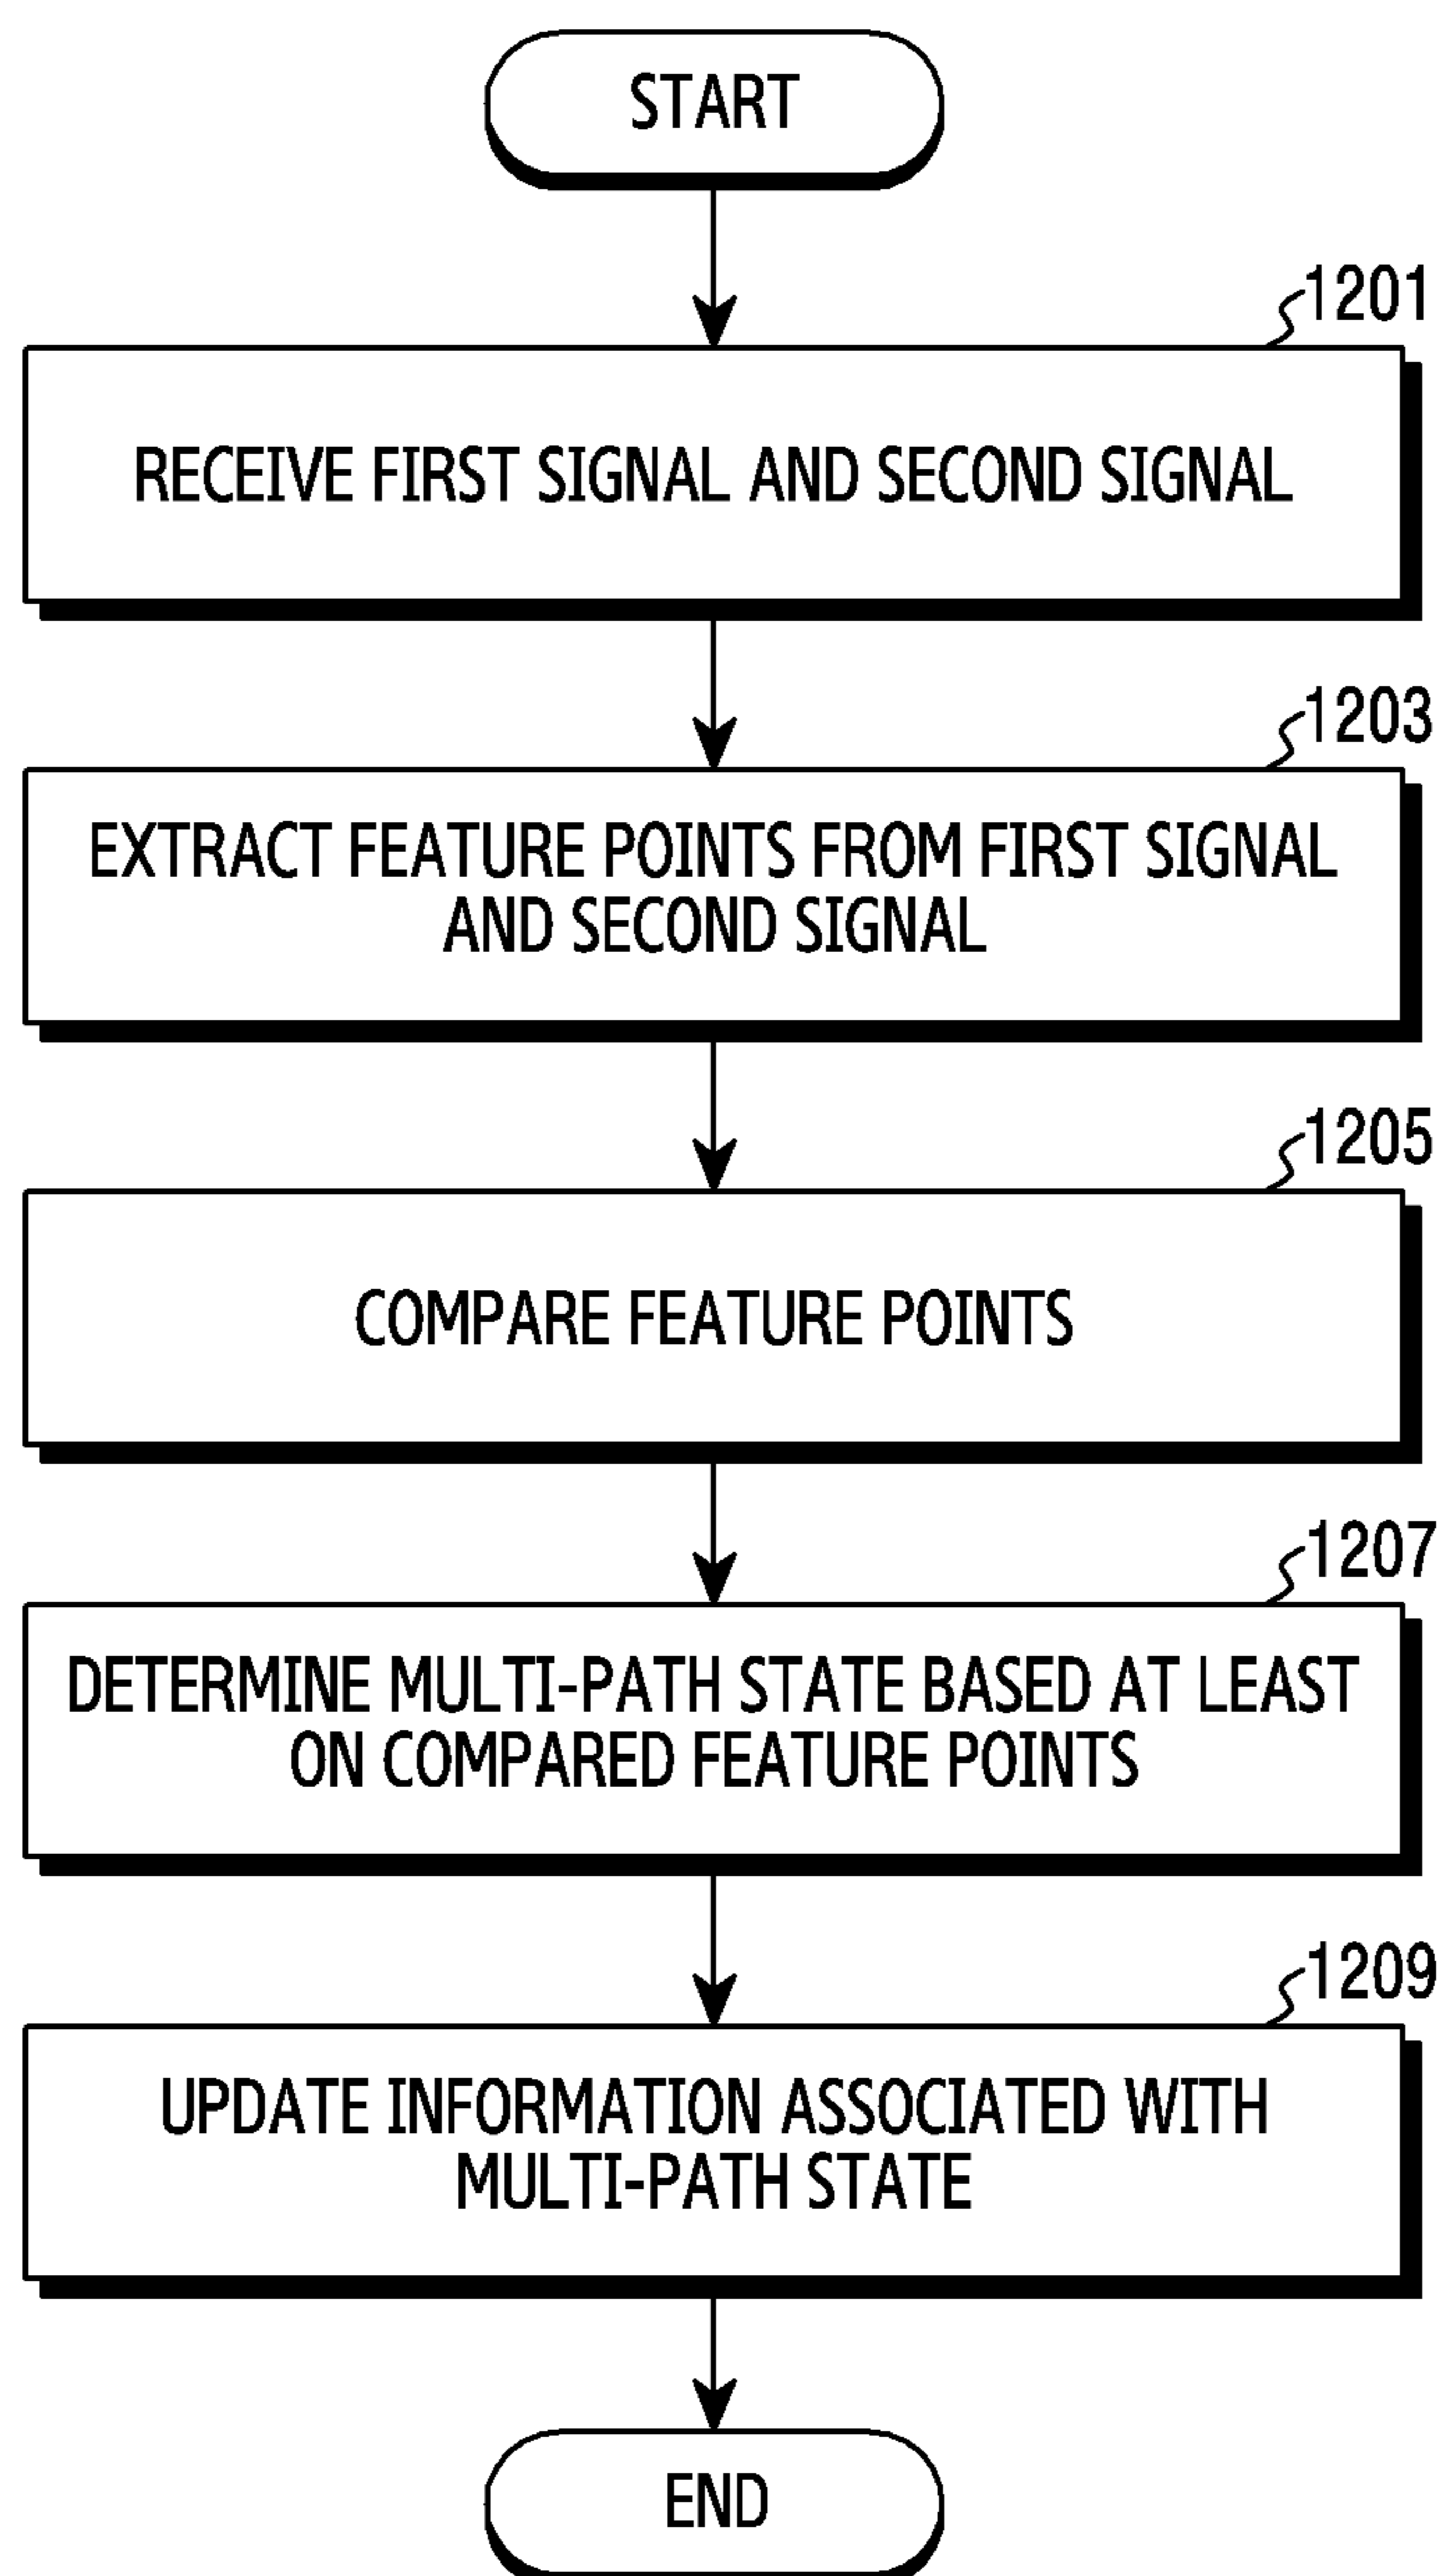 START
1201
RECEIVE FIRST SIGNAL AND SECOND SIGNAL
1203
EXTRACT FEATURE POINTS FROM FIRST SIGNAL
AND SECOND SIGNAL
1205
COMPARE FEATURE POINTS
1207
DETERMINE MULTI-PATH STATE BASED AT LEAST
ON COMPARED FEATURE POINTS
1209
UPDATE INFORMATION ASSOCIATED WITH
MULTI-PATH STATE
END